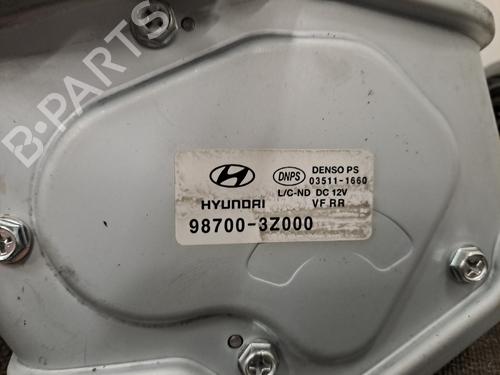 B-PARTS
HYUNDAI
DNPS
DENSO PS
03511-1660
L/C-ND DC 12V
VF RR
98700-3Z000